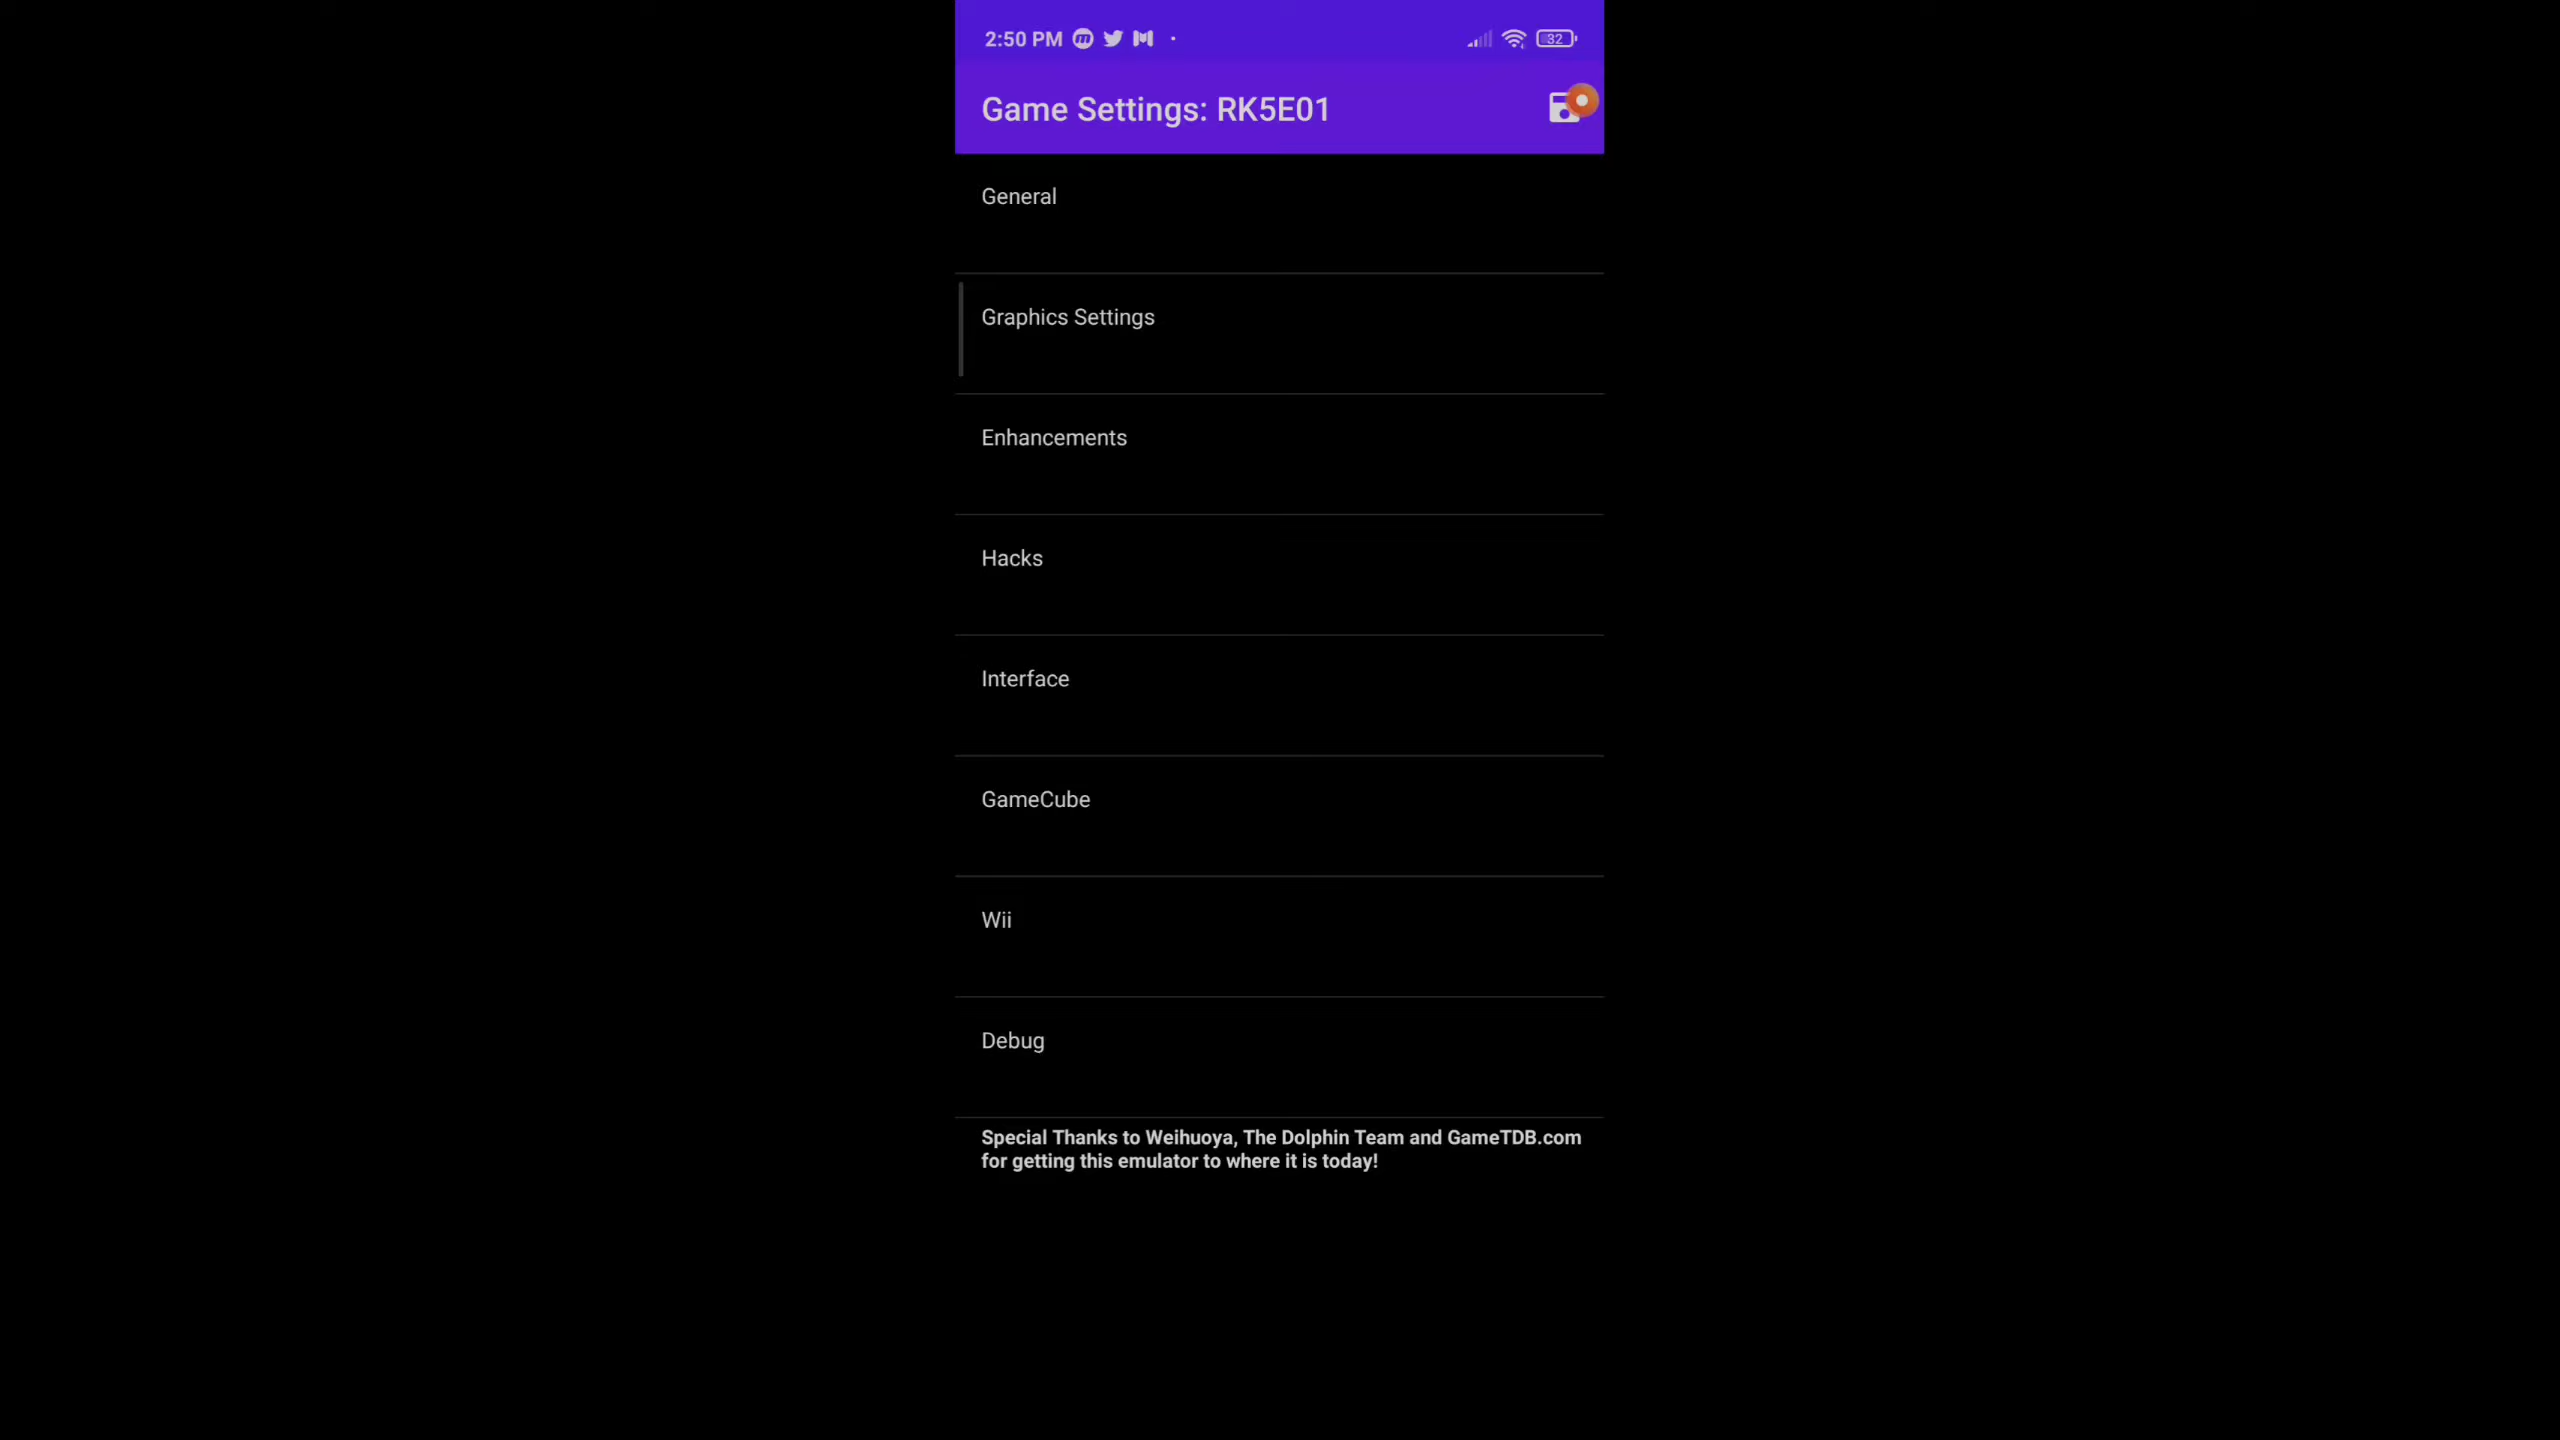 2:50 PM
32
Game Settings: RK5E01
General
Graphics Settings
Enhancements
Hacks
Interface
GameCube
Wii
Debug
Special Thanks to Weihuoya, The Dolphin Team and GameTDB.com
for getting this emulator to where it is today!